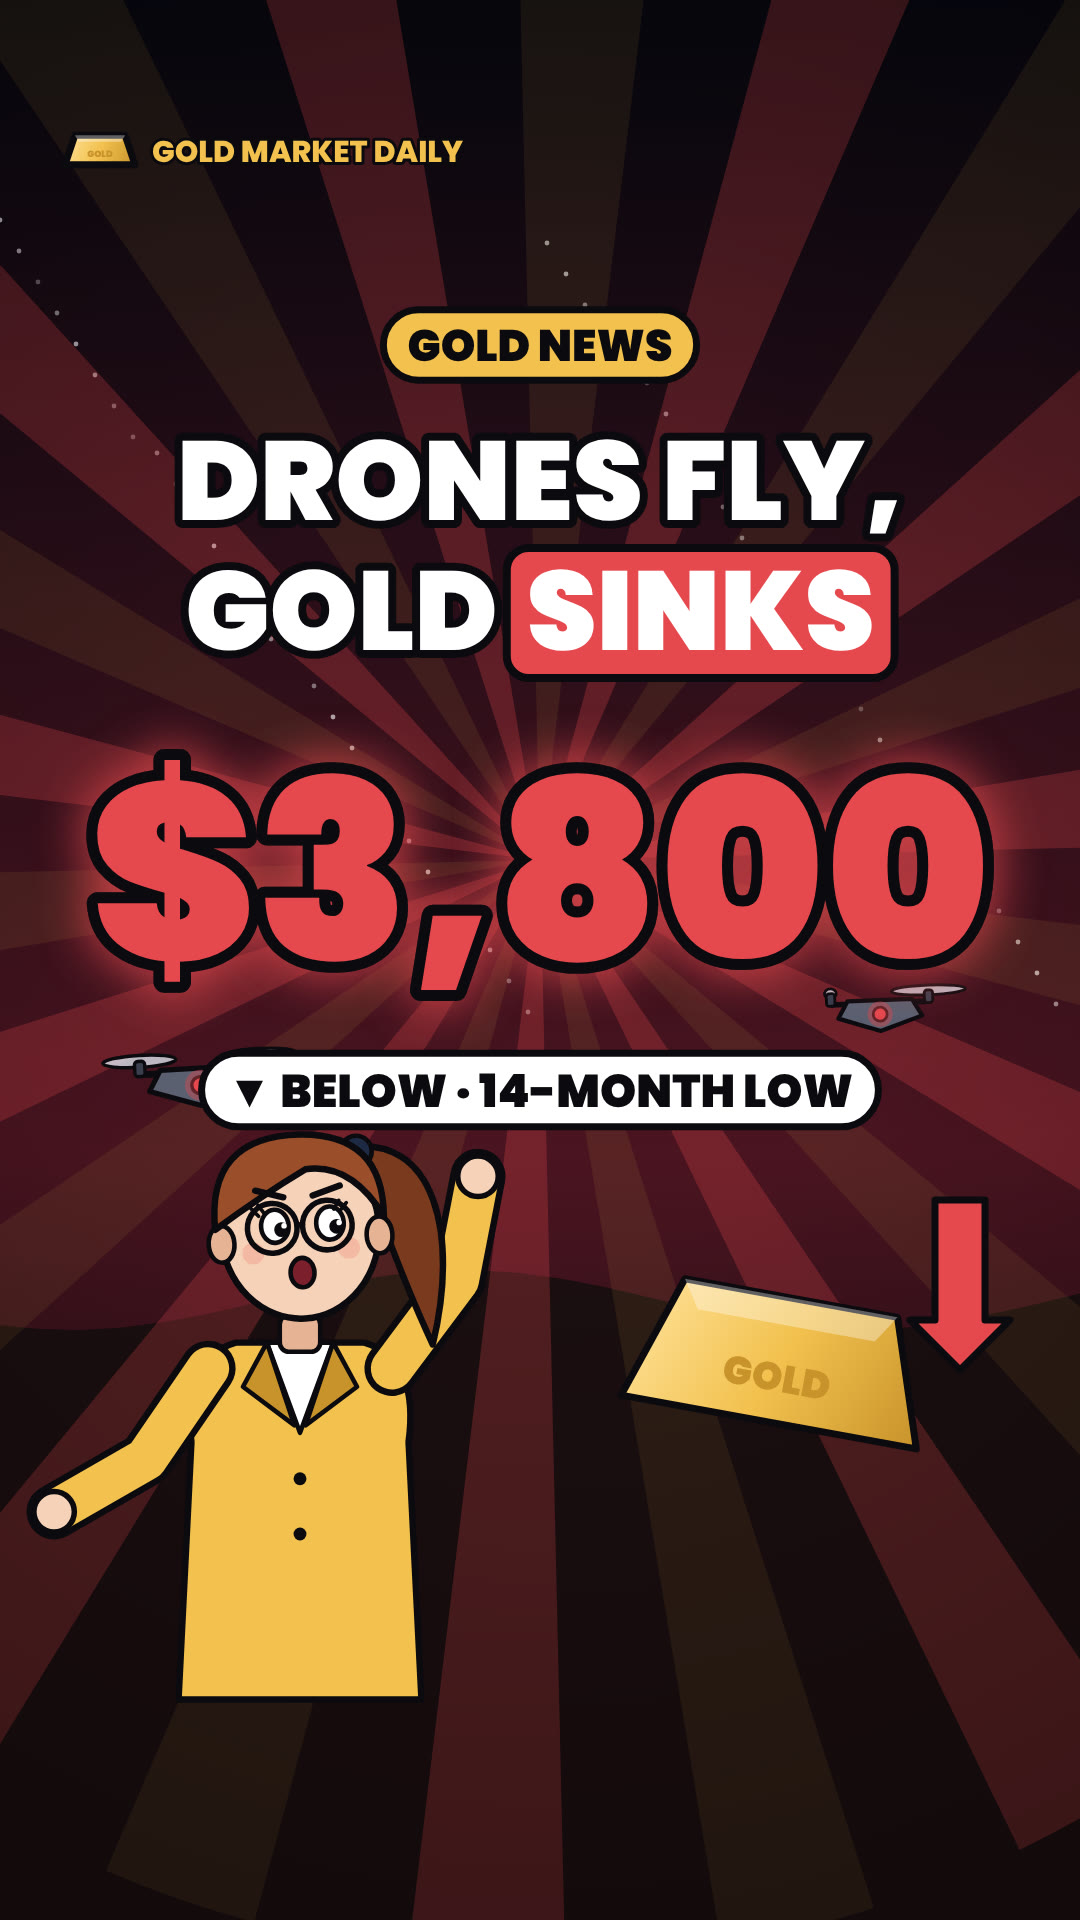 GOLD
GOLD MARKET DAILY
GOLD NEWS
DRONES FLY,
GOLD SINKS
$3,800
▼ BELOW · 14-MONTH LOW
GOLD